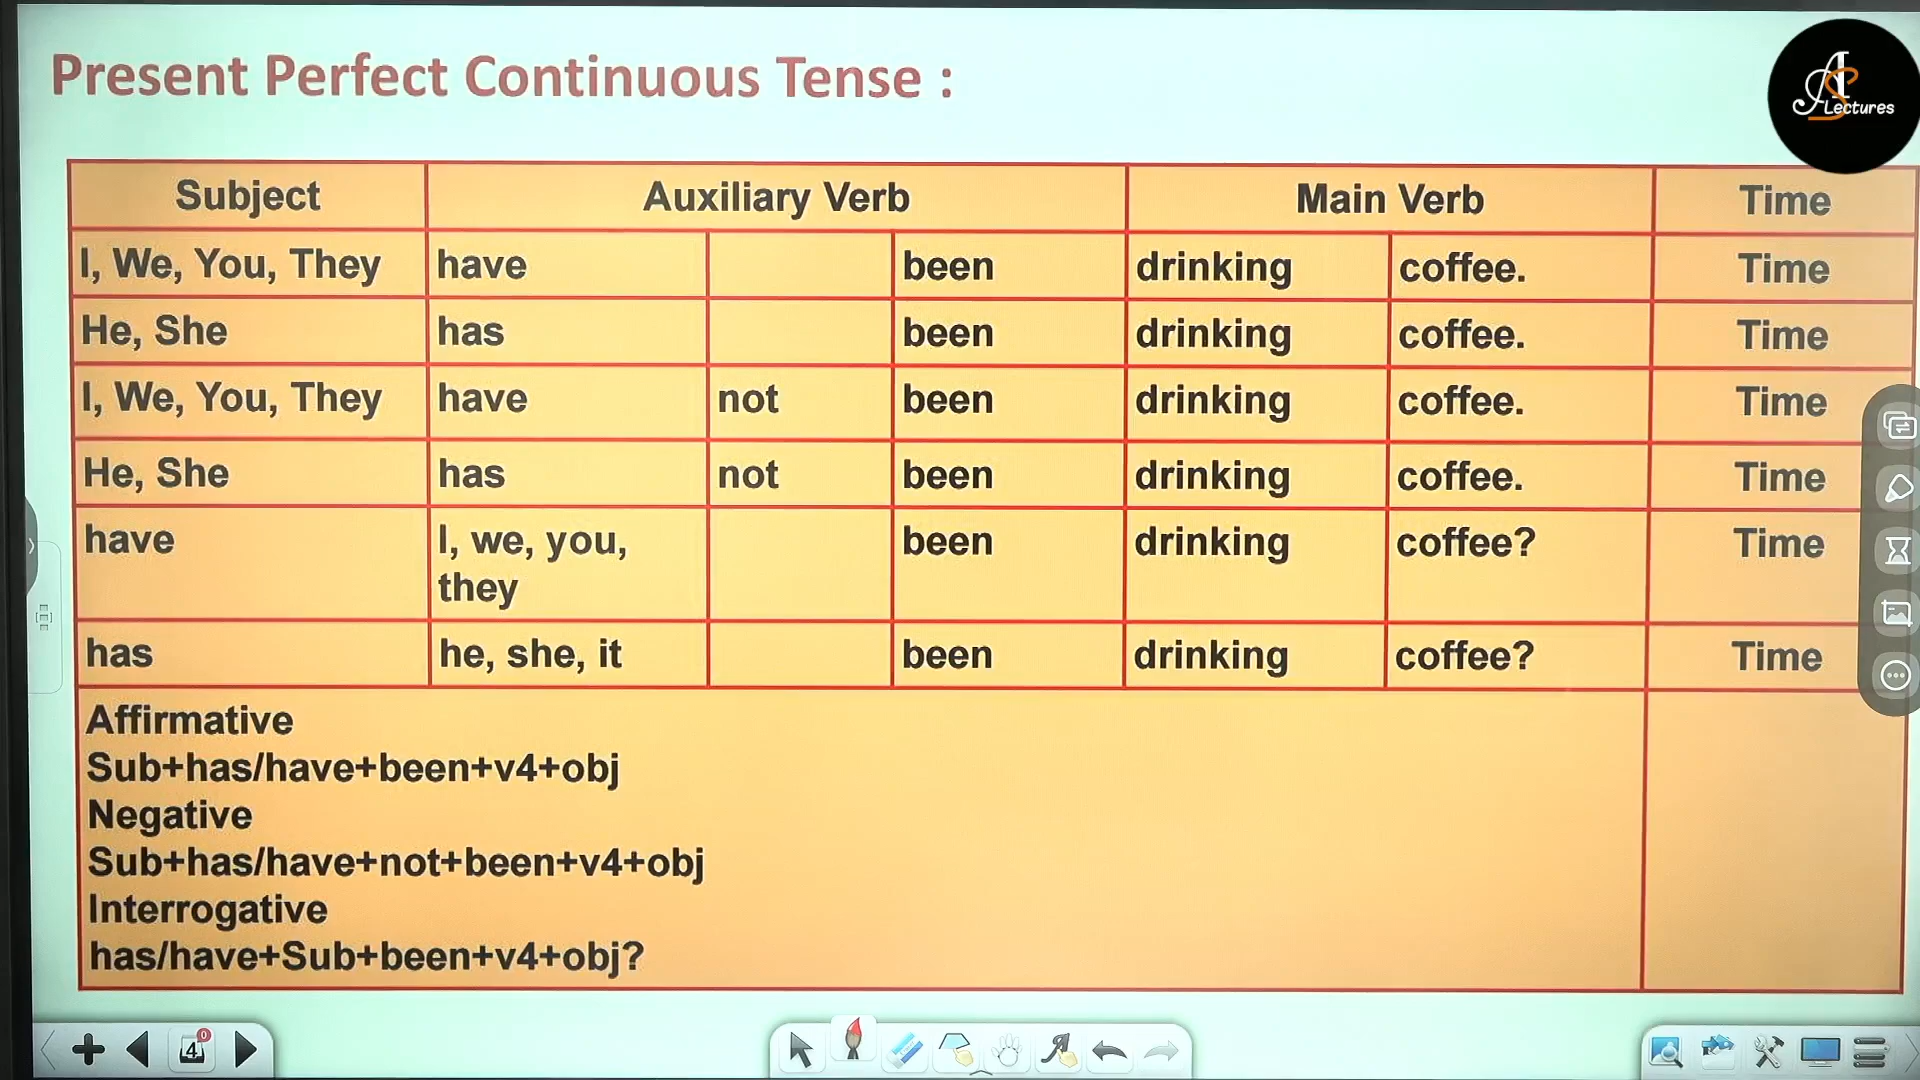 Present Perfect Continuous Tense :
AS Lectures
Subject Auxiliary Verb Main Verb Time
I, We, You, They have been drinking coffee. Time
He, She has been drinking coffee. Time
I, We, You, They have not been drinking coffee. Time
He, She has not been drinking coffee. Time
have I, we, you, been drinking coffee? Time
they
has he, she, it been drinking coffee? Time
Affirmative
Sub+has/have+been+v4+obj
Negative
Sub+has/have+not+been+v4+obj
Interrogative
has/have+Sub+been+v4+obj?
4 0